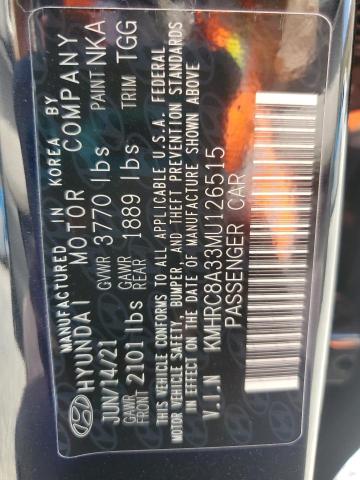 MANUFACTURED IN KOREA BY
HYUNDAI MOTOR COMPANY
JUN/14/21 GVWR 3770 lbs PAINT NKA
GAWR FRONT 2101 lbs GAWR REAR 1889 lbs TRIM TGG
THIS VEHICLE CONFORMS TO ALL APPLICABLE U.S.A. FEDERAL
MOTOR VEHICLE SAFETY, BUMPER, AND THEFT PREVENTION STANDARDS
IN EFFECT ON THE DATE OF MANUFACTURE SHOWN ABOVE
V.I.N KMHRC8A33MU126515
PASSENGER CAR